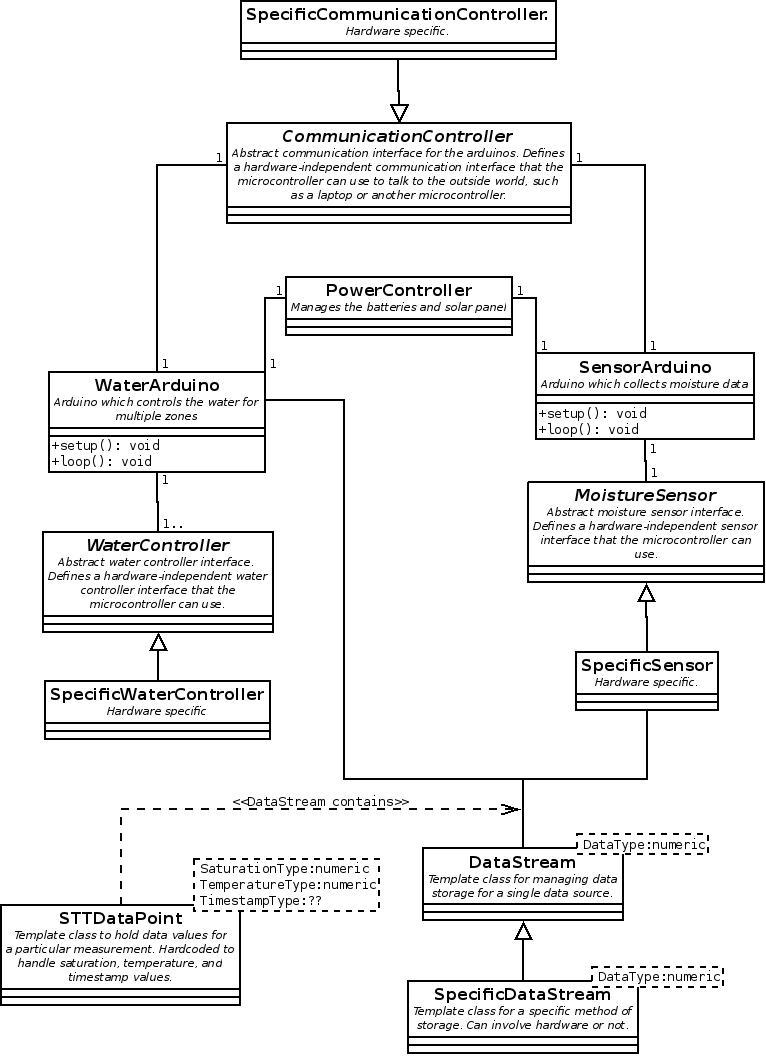 SpecificCommunicationController.
Hardware specific.
CommunicationController
Abstract communication interface for the arduinos. Defines
a hardware-independent communication interface that the
microcontroller can use to talk to the outside world, such
as a laptop or another microcontroller.
1
1
PowerController
Manages the batteries and solar panel
1
1
1
1
WaterArduino
Arduino which controls the water for
multiple zones
+setup(): void
+loop(): void
1
1
SensorArduino
Arduino which collects moisture data
+setup(): void
+loop(): void
1
1..
WaterController
Abstract water controller interface.
Defines a hardware-independent water
controller interface that the
microcontroller can use.
1
1
MoistureSensor
Abstract moisture sensor interface.
Defines a hardware-independent sensor
interface that the microcontroller can
use.
SpecificWaterController
Hardware specific
SpecificSensor
Hardware specific.
<<DataStream contains>>
SaturationType:numeric
TemperatureType:numeric
TimestampType:??
STTDataPoint
Template class to hold data values for
a particular measurement. Hardcoded to
handle saturation, temperature, and
timestamp values.
DataType:numeric
DataStream
Template class for managing data
storage for a single data source.
DataType:numeric
SpecificDataStream
Template class for a specific method of
storage. Can involve hardware or not.